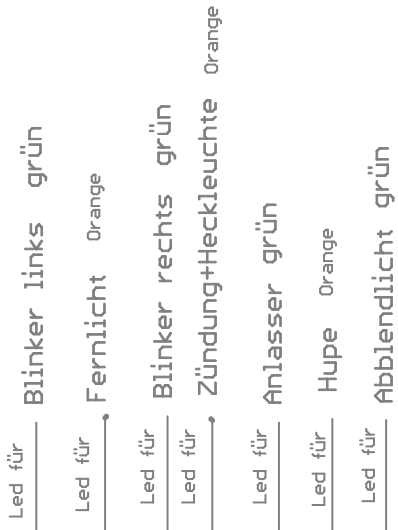 Led für Blinker links grün
Led für Fernlicht Orange
Led für Blinker rechts grün
Led für Zündung+Heckleuchte Orange
Led für Anlasser grün
Led für Hupe Orange
Led für Abblendlicht grün